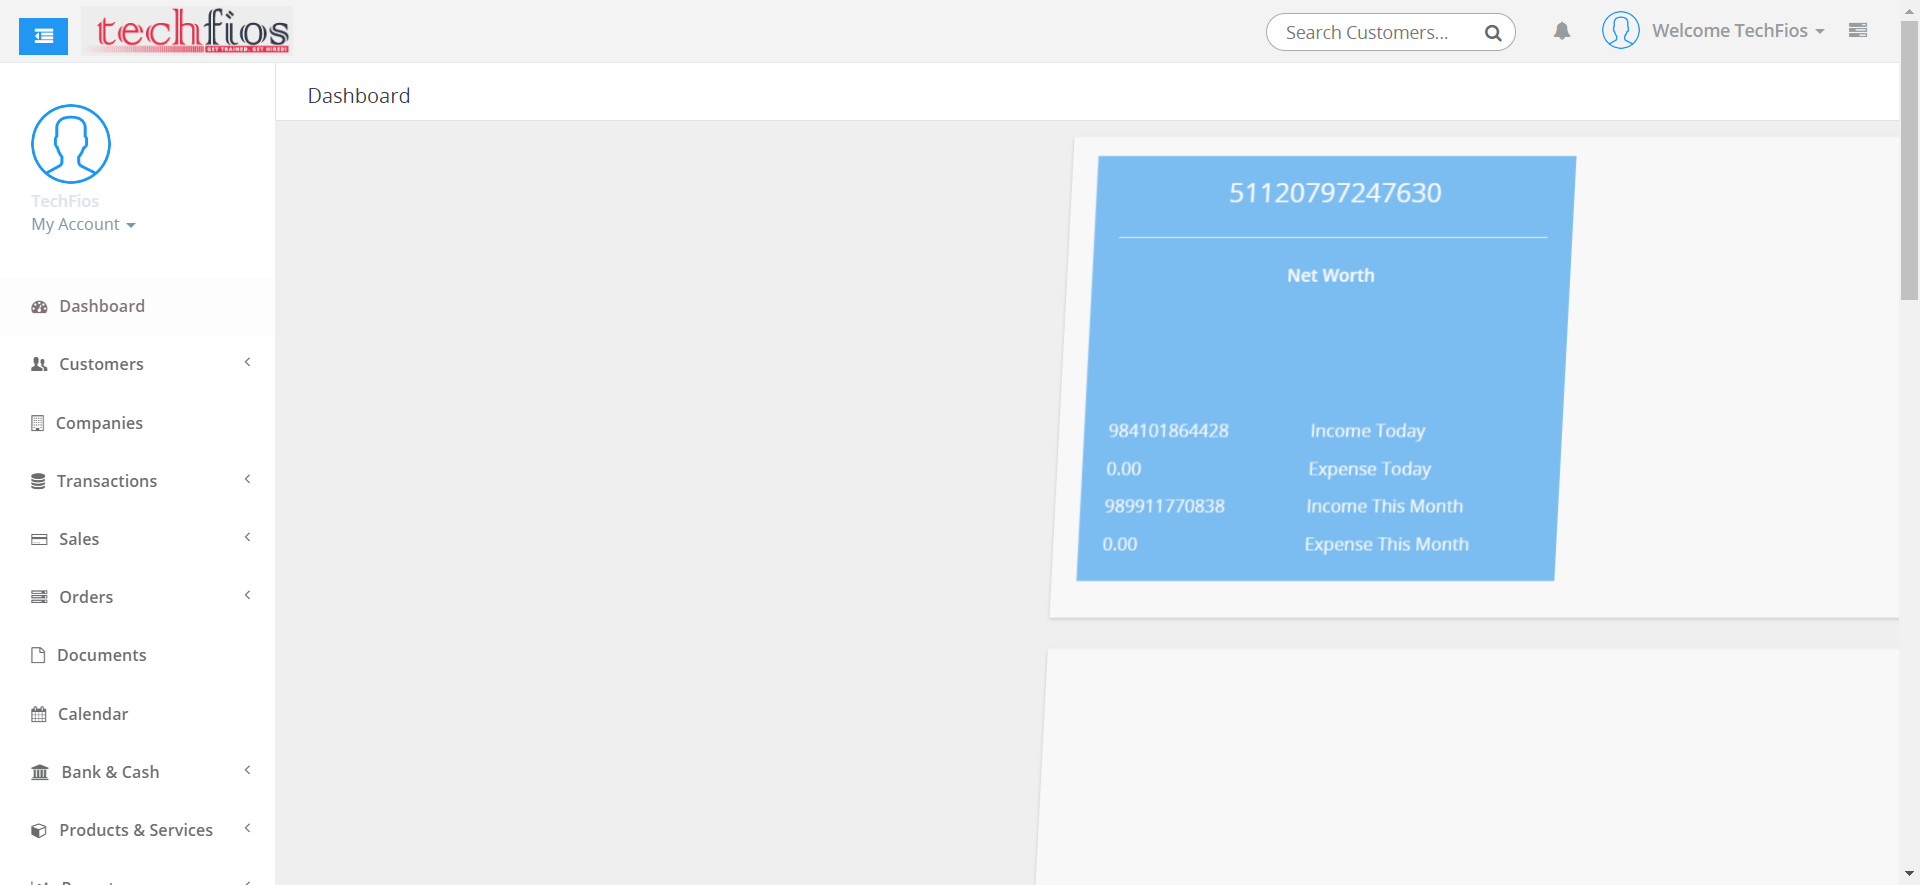 techfios
GET TRAINED. GET HIRED!
Search Customers...
Welcome TechFios
TechFios
My Account
Dashboard
Customers
Companies
Transactions
Sales
Orders
Documents
Calendar
Bank & Cash
Products & Services
Dashboard
51120797247630
Net Worth
984101864428 Income Today
0.00 Expense Today
989911770838 Income This Month
0.00 Expense This Month